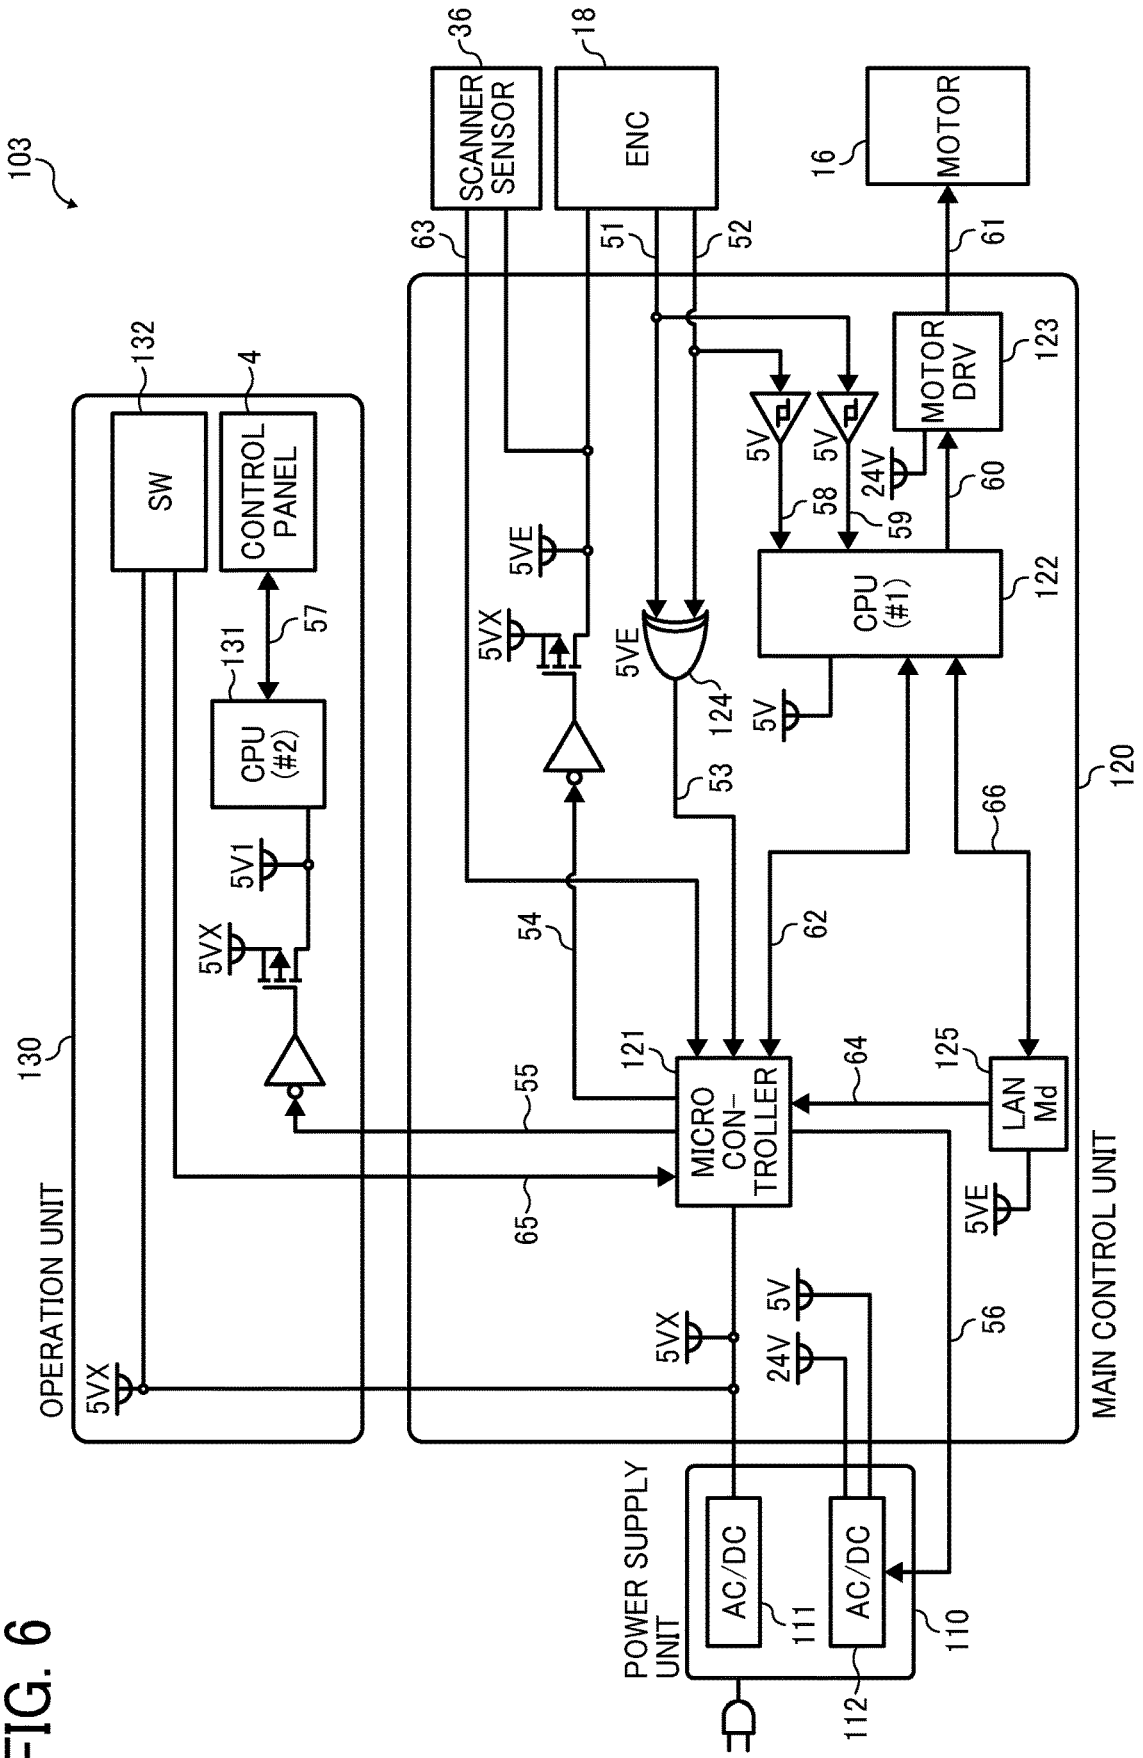 FIG. 6
103
OPERATION UNIT
130
5VX
SW
132
5VX
5V1
CPU
(#2)
131
57
CONTROL
PANEL
4
65
55
54
63
SCANNER
SENSOR
36
5VX
5VE
ENC
18
51
52
5VE
124
53
POWER SUPPLY
UNIT
AC/DC
111
AC/DC
112
110
5VX
24V
5V
56
MICRO
CON-
TROLLER
121
62
64
LAN
Md
125
5VE
66
5V
CPU
(#1)
122
5V
5V
58
59
24V
60
MOTOR
DRV
123
61
MOTOR
16
120
MAIN CONTROL UNIT